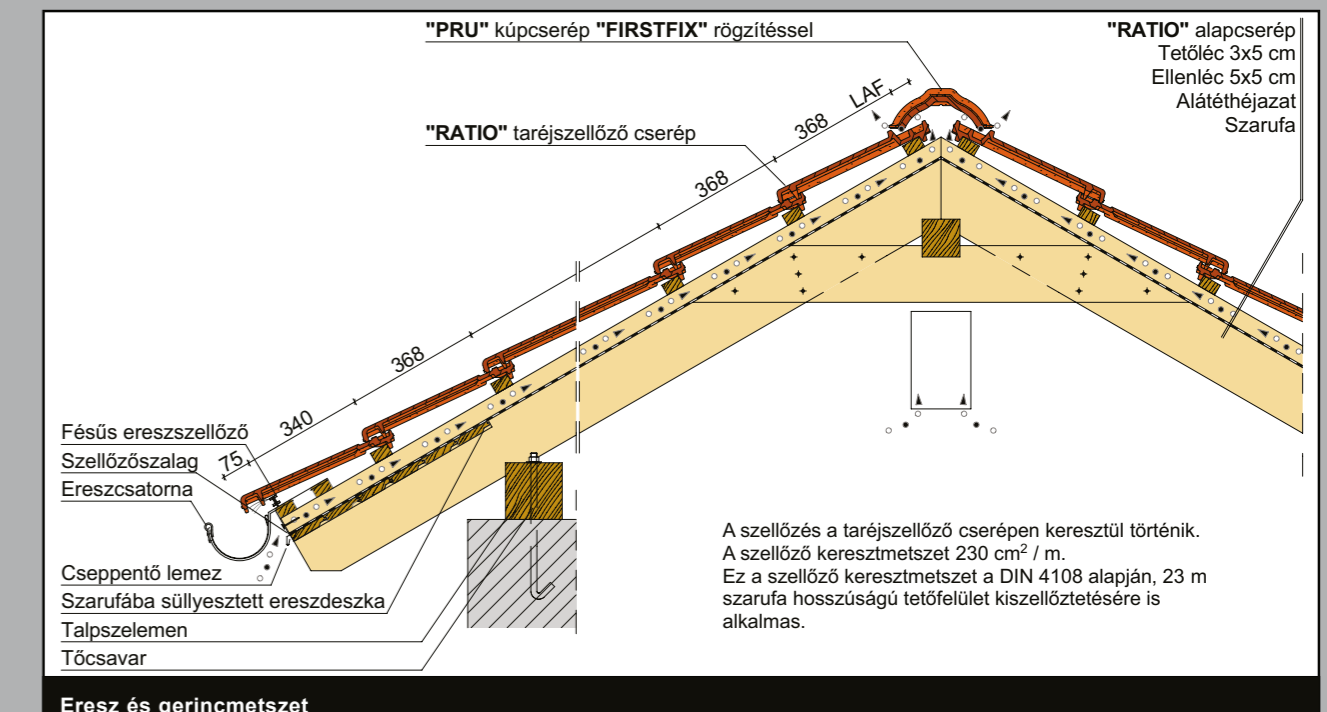 "PRU" kúpcserép "FIRSTFIX" rögzítéssel
"RATIO" alapcserép
Tetőléc 3x5 cm
Ellenléc 5x5 cm
Alátéthéjazat
Szarufa
"RATIO" taréjszellőző cserép
LAF
368
368
368
340
75
Fésűs ereszszellőző
Szellőzőszalag
Ereszcsatorna
Cseppentő lemez
Szarufába süllyesztett ereszdeszka
Talpszelemen
Tőcsavar
A szellőzés a taréjszellőző cserépen keresztül történik.
A szellőző keresztmetszet 230 cm² / m.
Ez a szellőző keresztmetszet a DIN 4108 alapján, 23 m
szarufa hosszúságú tetőfelület kiszellőztetésére is
alkalmas.
Eresz és gerincmetszet